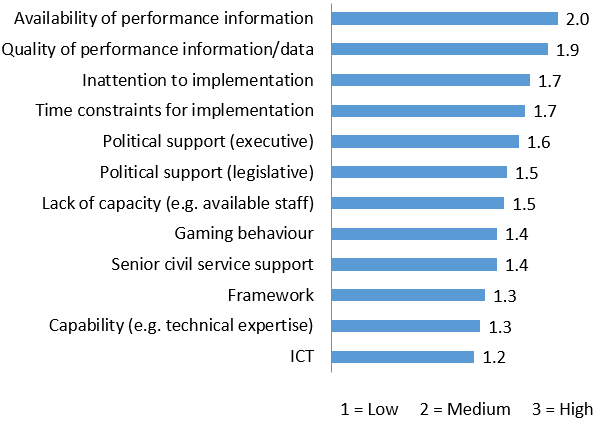 Availability of performance information 2.0
Quality of performance information/data 1.9
Inattention to implementation 1.7
Time constraints for implementation 1.7
Political support (executive) 1.6
Political support (legislative) 1.5
Lack of capacity (e.g. available staff) 1.5
Gaming behaviour 1.4
Senior civil service support 1.4
Framework 1.3
Capability (e.g. technical expertise) 1.3
ICT 1.2
1 = Low 2 = Medium 3 = High